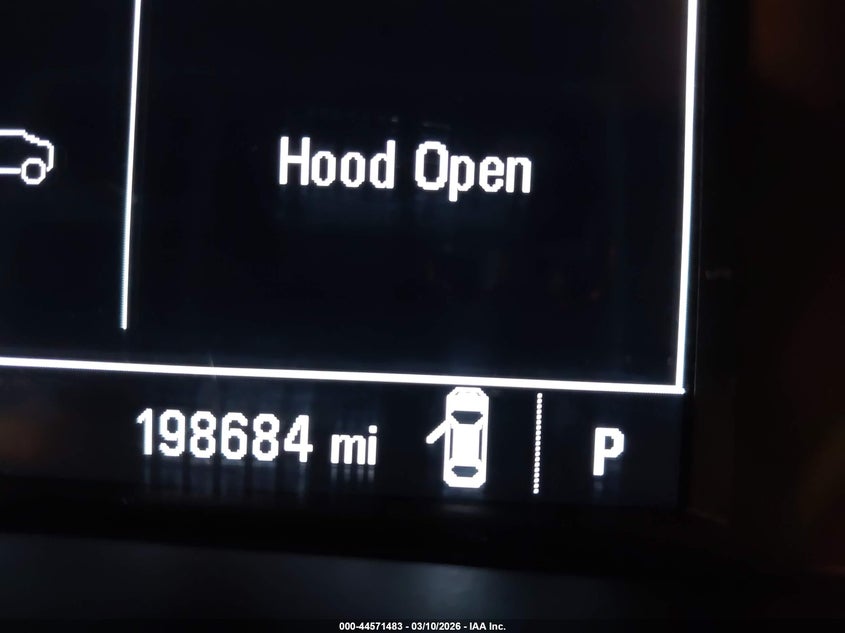 Hood Open
198684 mi
P
000-44571483 - 03/10/2026 - IAA Inc.